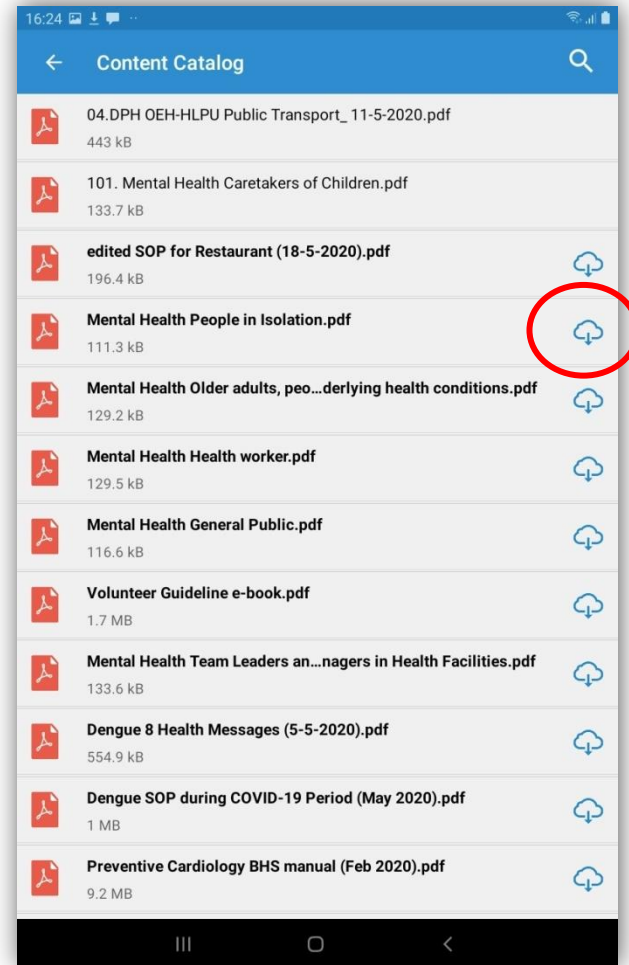 16:24
Content Catalog
04.DPH OEH-HLPU Public Transport_ 11-5-2020.pdf
443 kB
101. Mental Health Caretakers of Children.pdf
133.7 kB
edited SOP for Restaurant (18-5-2020).pdf
196.4 kB
Mental Health People in Isolation.pdf
111.3 kB
Mental Health Older adults, peo...derlying health conditions.pdf
129.2 kB
Mental Health Health worker.pdf
129.5 kB
Mental Health General Public.pdf
116.6 kB
Volunteer Guideline e-book.pdf
1.7 MB
Mental Health Team Leaders an...nagers in Health Facilities.pdf
133.6 kB
Dengue 8 Health Messages (5-5-2020).pdf
554.9 kB
Dengue SOP during COVID-19 Period (May 2020).pdf
1 MB
Preventive Cardiology BHS manual (Feb 2020).pdf
9.2 MB